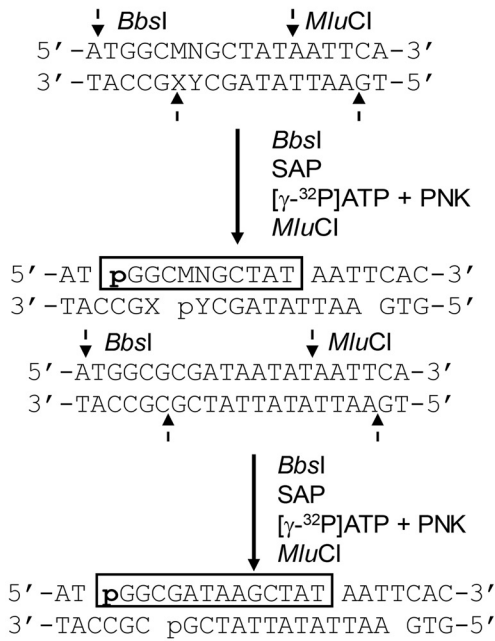 BbsI MluCI
5′-ATGGCMNGCTATAATTCA-3′
3′-TACCGXYCGATATTAAGT-5′
BbsI
SAP
[γ-³²P]ATP + PNK
MluCI
5′-AT pGGCMNGCTAT AATTCAC-3′
3′-TACCGX pYCGATATTAA GTG-5′
BbsI MluCI
5′-ATGGCGCGATAATATAATTCA-3′
3′-TACCGCGCTATTATATTAAGT-5′
BbsI
SAP
[γ-³²P]ATP + PNK
MluCI
5′-AT pGGCGATAAGCTAT AATTCAC-3′
3′-TACCGC pGCTATTATATTAA GTG-5′